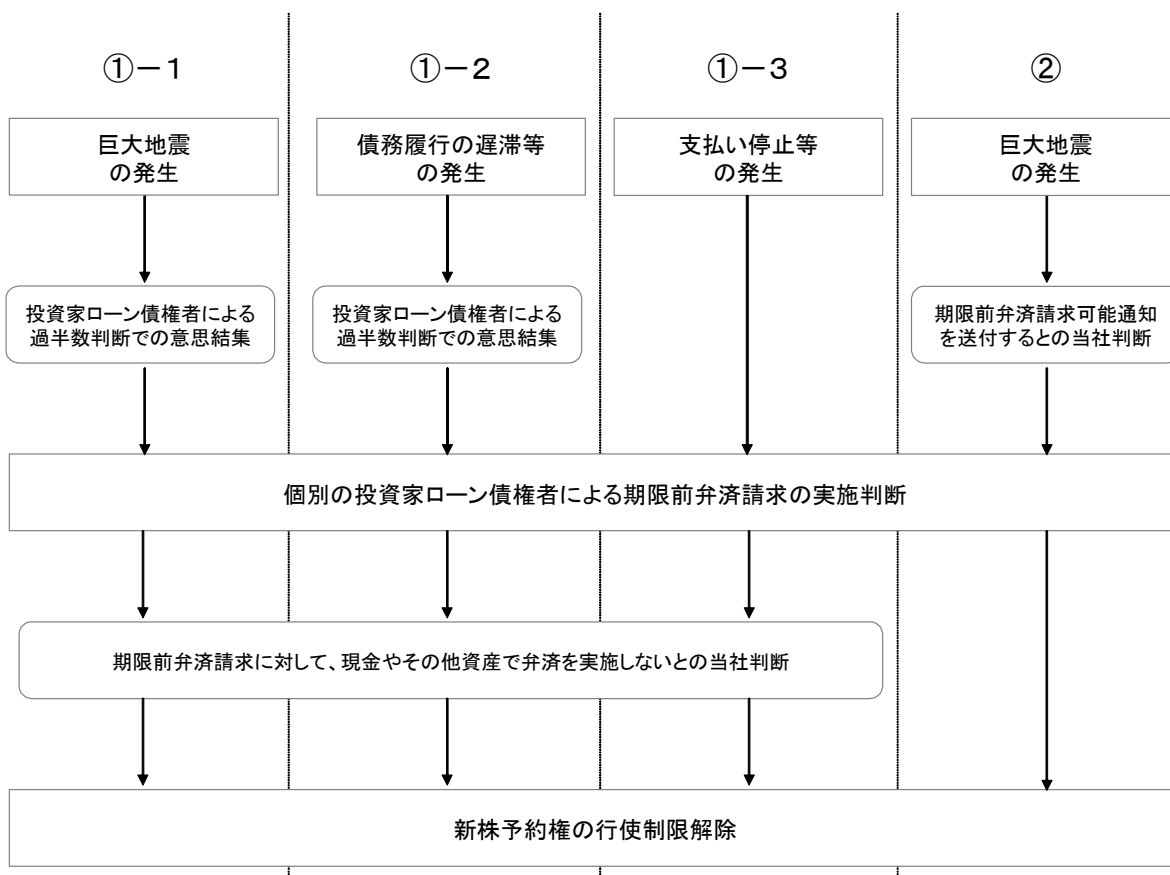 ①-1
①-2
①-3
②
巨大地震
の発生
債務履行の遅滞等
の発生
支払い停止等
の発生
巨大地震
の発生
投資家ローン債権者による
過半数判断での意思結集
投資家ローン債権者による
過半数判断での意思結集
期限前弁済請求可能通知
を送付するとの当社判断
個別の投資家ローン債権者による期限前弁済請求の実施判断
期限前弁済請求に対して、現金やその他資産で弁済を実施しないとの当社判断
新株予約権の行使制限解除